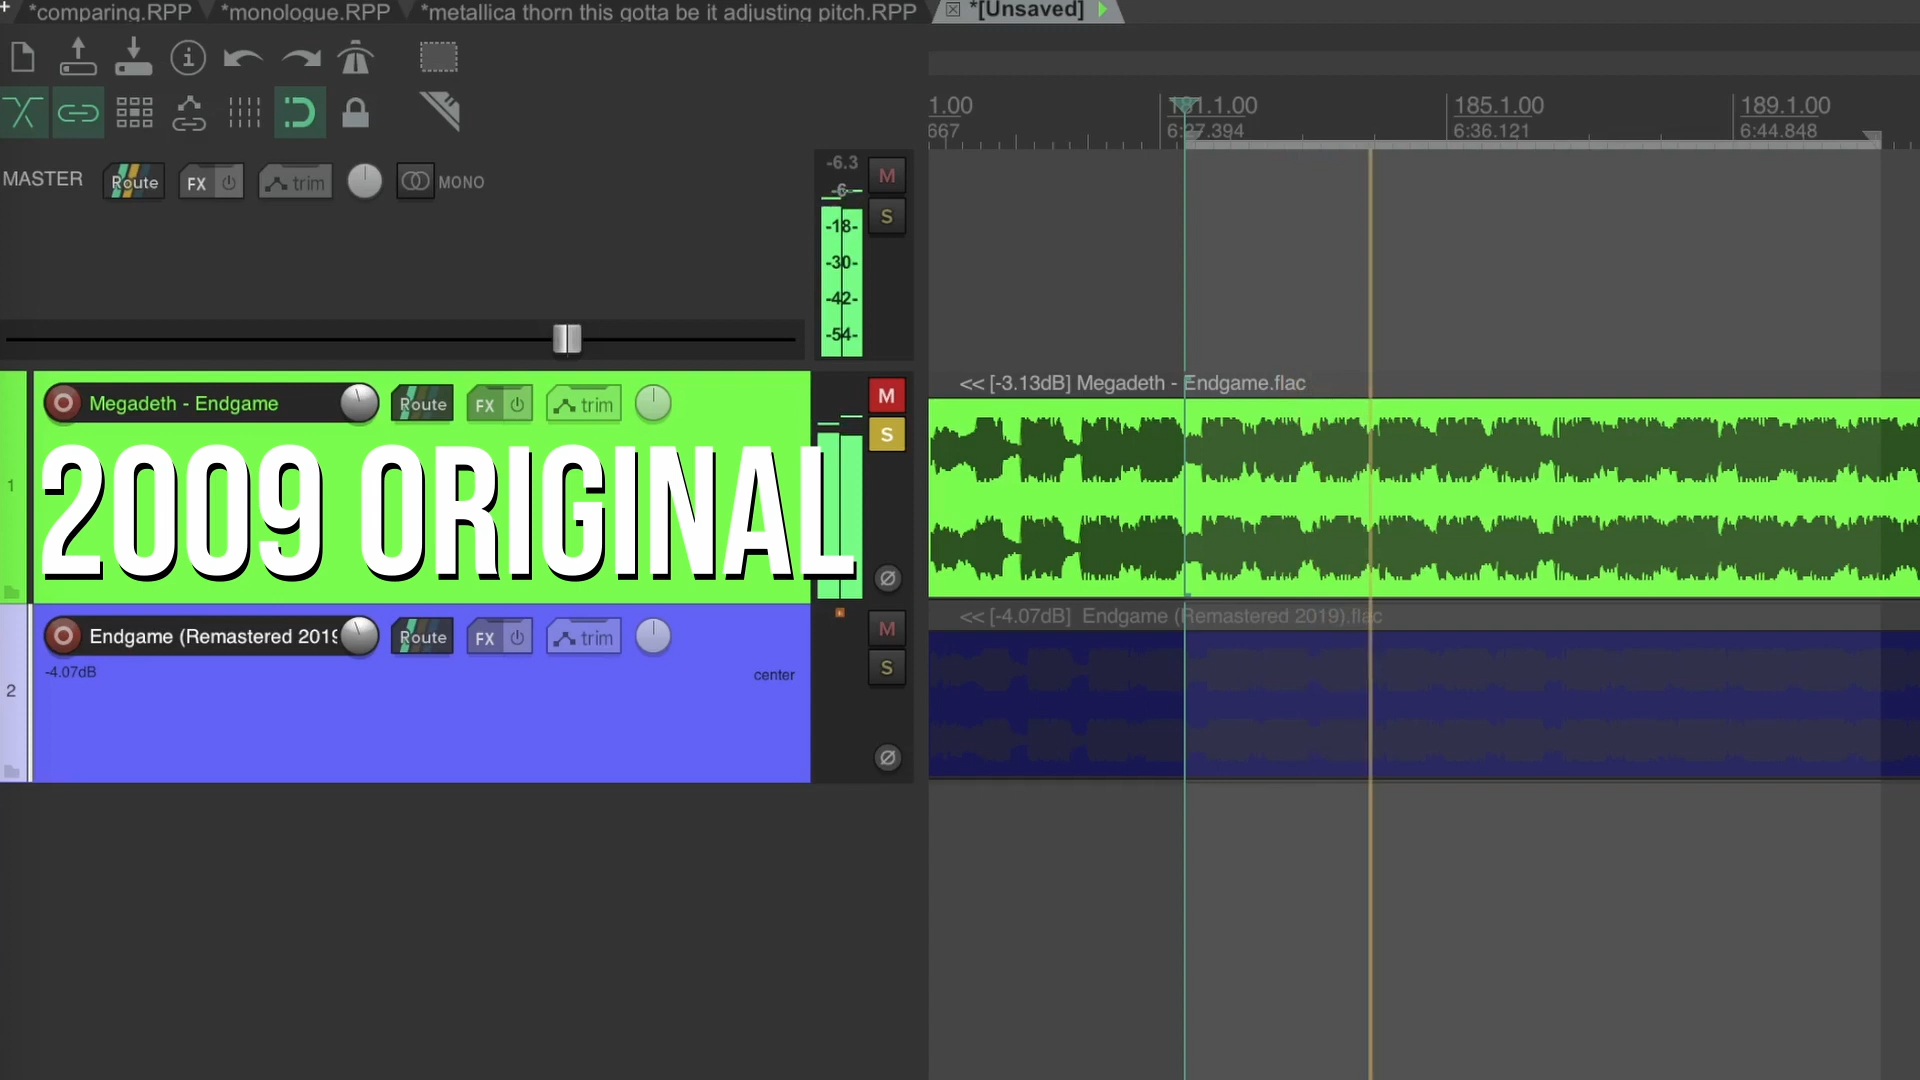 *comparing.RPP *monologue.RPP *metallica thorn this gotta be it adjusting pitch.RPP *[Unsaved]
1.00 181.1.00 185.1.00 189.1.00
667 6:27.394 6:36.121 6:44.848
MASTER Route FX trim MONO
-6.3 M
-6-
S
-18-
-30-
-42-
-54-
<< [-3.13dB] Megadeth - Endgame.flac
Megadeth - Endgame Route FX trim M
S
1
2009 ORIGINAL
<< [-4.07dB] Endgame (Remastered 2019).flac
Endgame (Remastered 2019 Route FX trim M
S
-4.07dB center
2